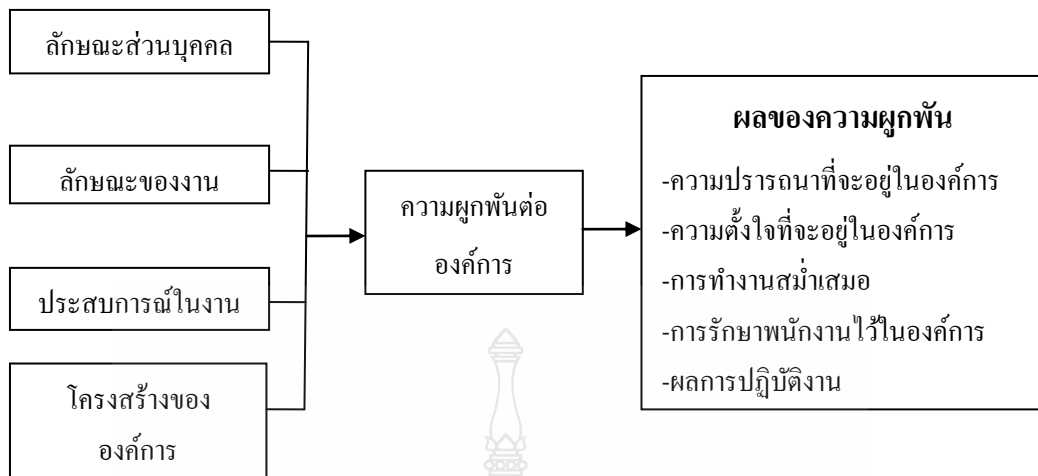 ลักษณะส่วนบุคคล
ลักษณะของงาน
ประสบการณ์ในงาน
โครงสร้างของ
องค์การ
ความผูกพันต่อ
องค์การ
ผลของความผูกพัน
-ความปรารถนาที่จะอยู่ในองค์การ
-ความตั้งใจที่จะอยู่ในองค์การ
-การทำงานสม่ำเสมอ
-การรักษาพนักงานไว้ในองค์การ
-ผลการปฏิบัติงาน